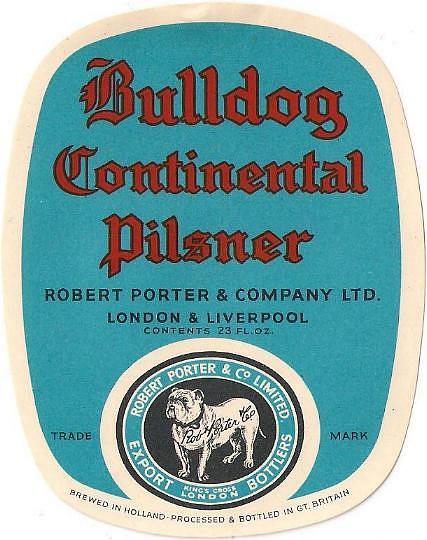 Bulldog
Continental
Pilsner
ROBERT PORTER & COMPANY LTD.
LONDON & LIVERPOOL
CONTENTS 23 FL.OZ.
ROBERT PORTER & Co LIMITED.
Robt Porter & Co
TRADE MARK
KING'S CROSS
LONDON
EXPORT BOTTLERS
BREWED IN HOLLAND-PROCESSED & BOTTLED IN GT. BRITAIN